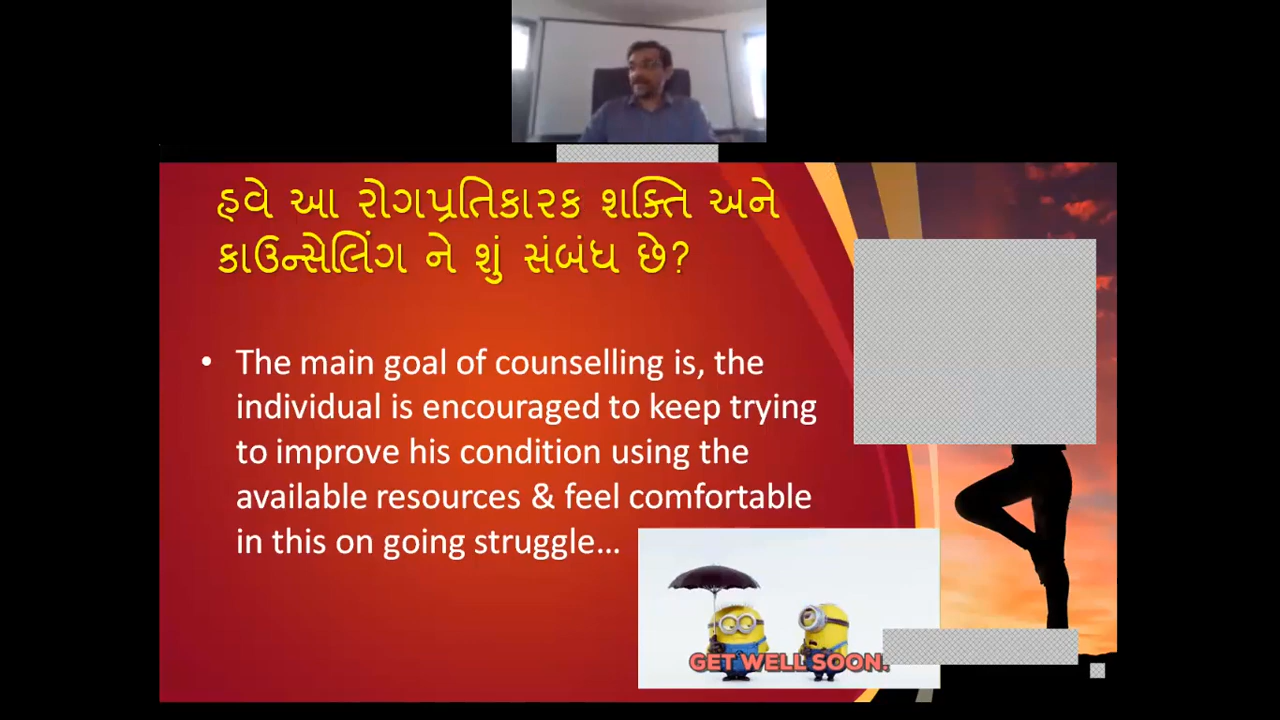 હવે આ રોગપ્રતિકારક શક્તિ અને
કાઉન્સેલિંગ ને શું સંબંધ છે?
• The main goal of counselling is, the
individual is encouraged to keep trying
to improve his condition using the
available resources & feel comfortable
in this on going struggle...
GET WELL SOON.